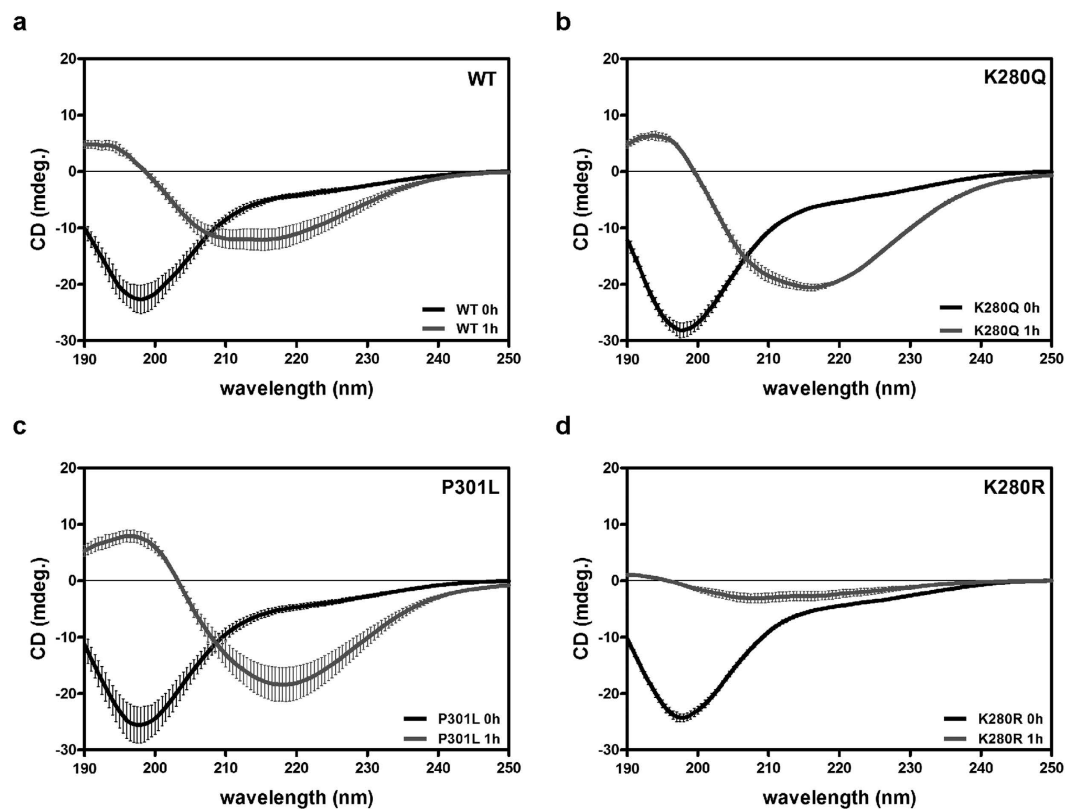 a
b
20
10
0
-10
-20
-30
CD (mdeg.)
WT
WT 0h
WT 1h
190 200 210 220 230 240 250
wavelength (nm)
20
10
0
-10
-20
-30
CD (mdeg.)
K280Q
K280Q 0h
K280Q 1h
190 200 210 220 230 240 250
wavelength (nm)
c
d
20
10
0
-10
-20
-30
CD (mdeg.)
P301L
P301L 0h
P301L 1h
190 200 210 220 230 240 250
wavelength (nm)
20
10
0
-10
-20
-30
CD (mdeg.)
K280R
K280R 0h
K280R 1h
190 200 210 220 230 240 250
wavelength (nm)